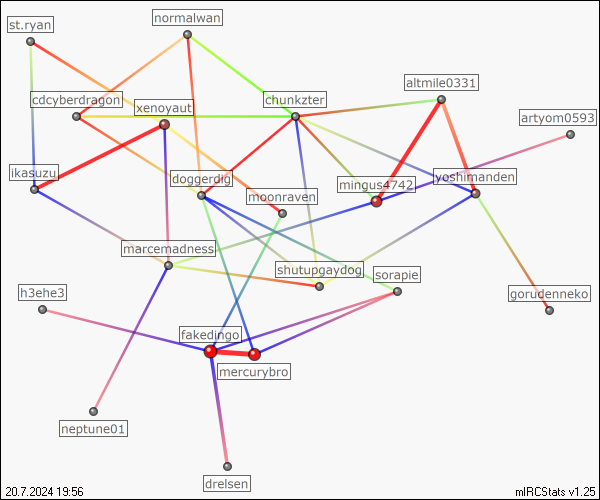 normalwan
st.ryan
altmile0331
cdcyberdragon
xenoyaut
chunkzter
artyom0593
ikasuzu
doggerdig
moonraven
mingus4742
yoshimanden
marcemadness
shutupgaydog
sorapie
h3ehe3
gorudenneko
fakedingo
mercurybro
neptune01
drelsen
20.7.2024 19:56
mIRCStats v1.25